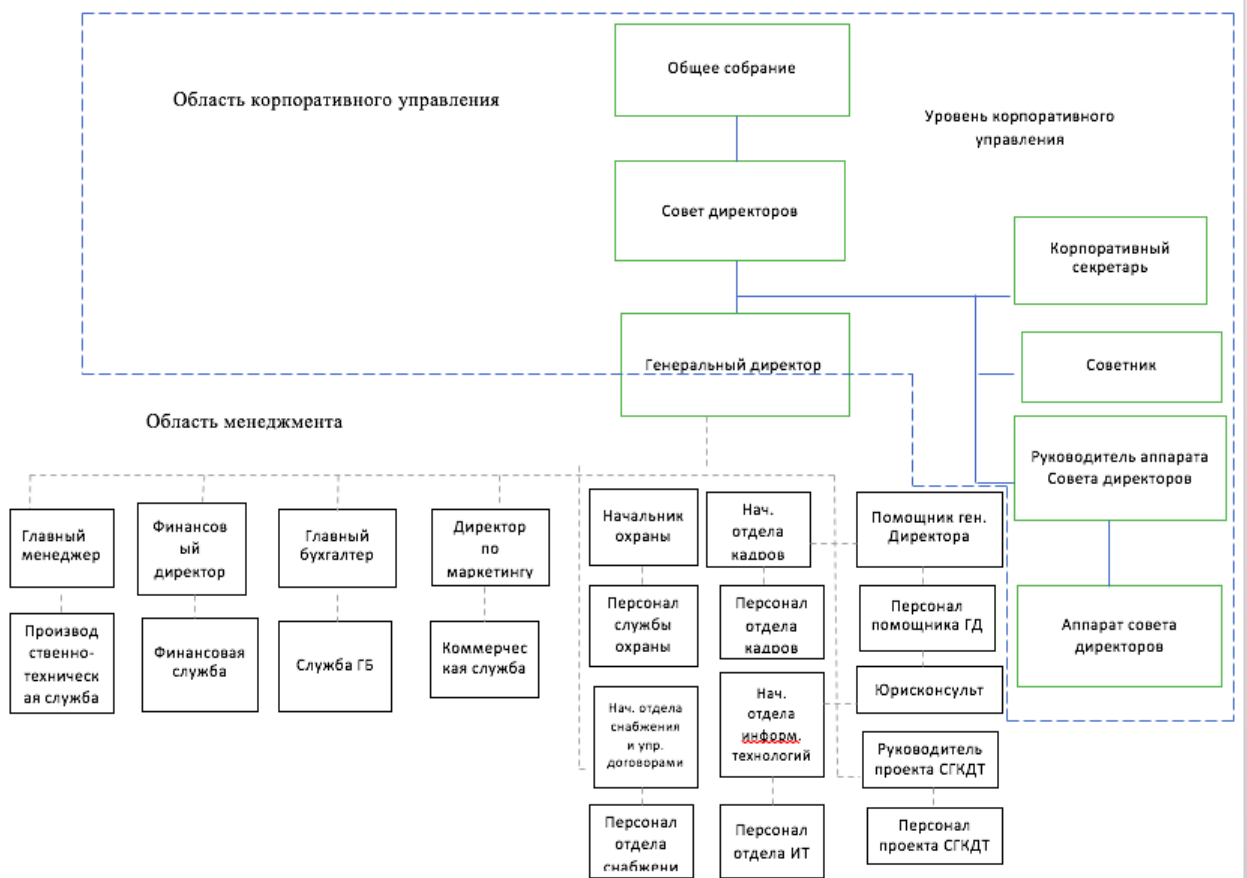 Общее собрание
Область корпоративного управления
Уровень корпоративного
управления
Совет директоров
Корпоративный
секретарь
Генеральный директор
Советник
Область менеджмента
Руководитель аппарата
Совета директоров
Главный
менеджер
Финансов
ый
директор
Главный
бухгалтер
Директор
по
маркетингу
Начальник
охраны
Нач.
отдела
кадров
Помощник ген.
Директора
Производ
ственно-
техническ
ая служба
Финансовая
служба
Служба ГБ
Коммерчес
кая служба
Персонал
службы
охраны
Персонал
отдела
кадров
Персонал
помощника ГД
Аппарат совета
директоров
Нач. отдела
снабжения
и упр.
договорами
Нач.
отдела
информ.
технологий
Юрисконсульт
Руководитель
проекта СГКДТ
Персонал
отдела
снабжени
Персонал
отдела ИТ
Персонал
проекта СГКДТ